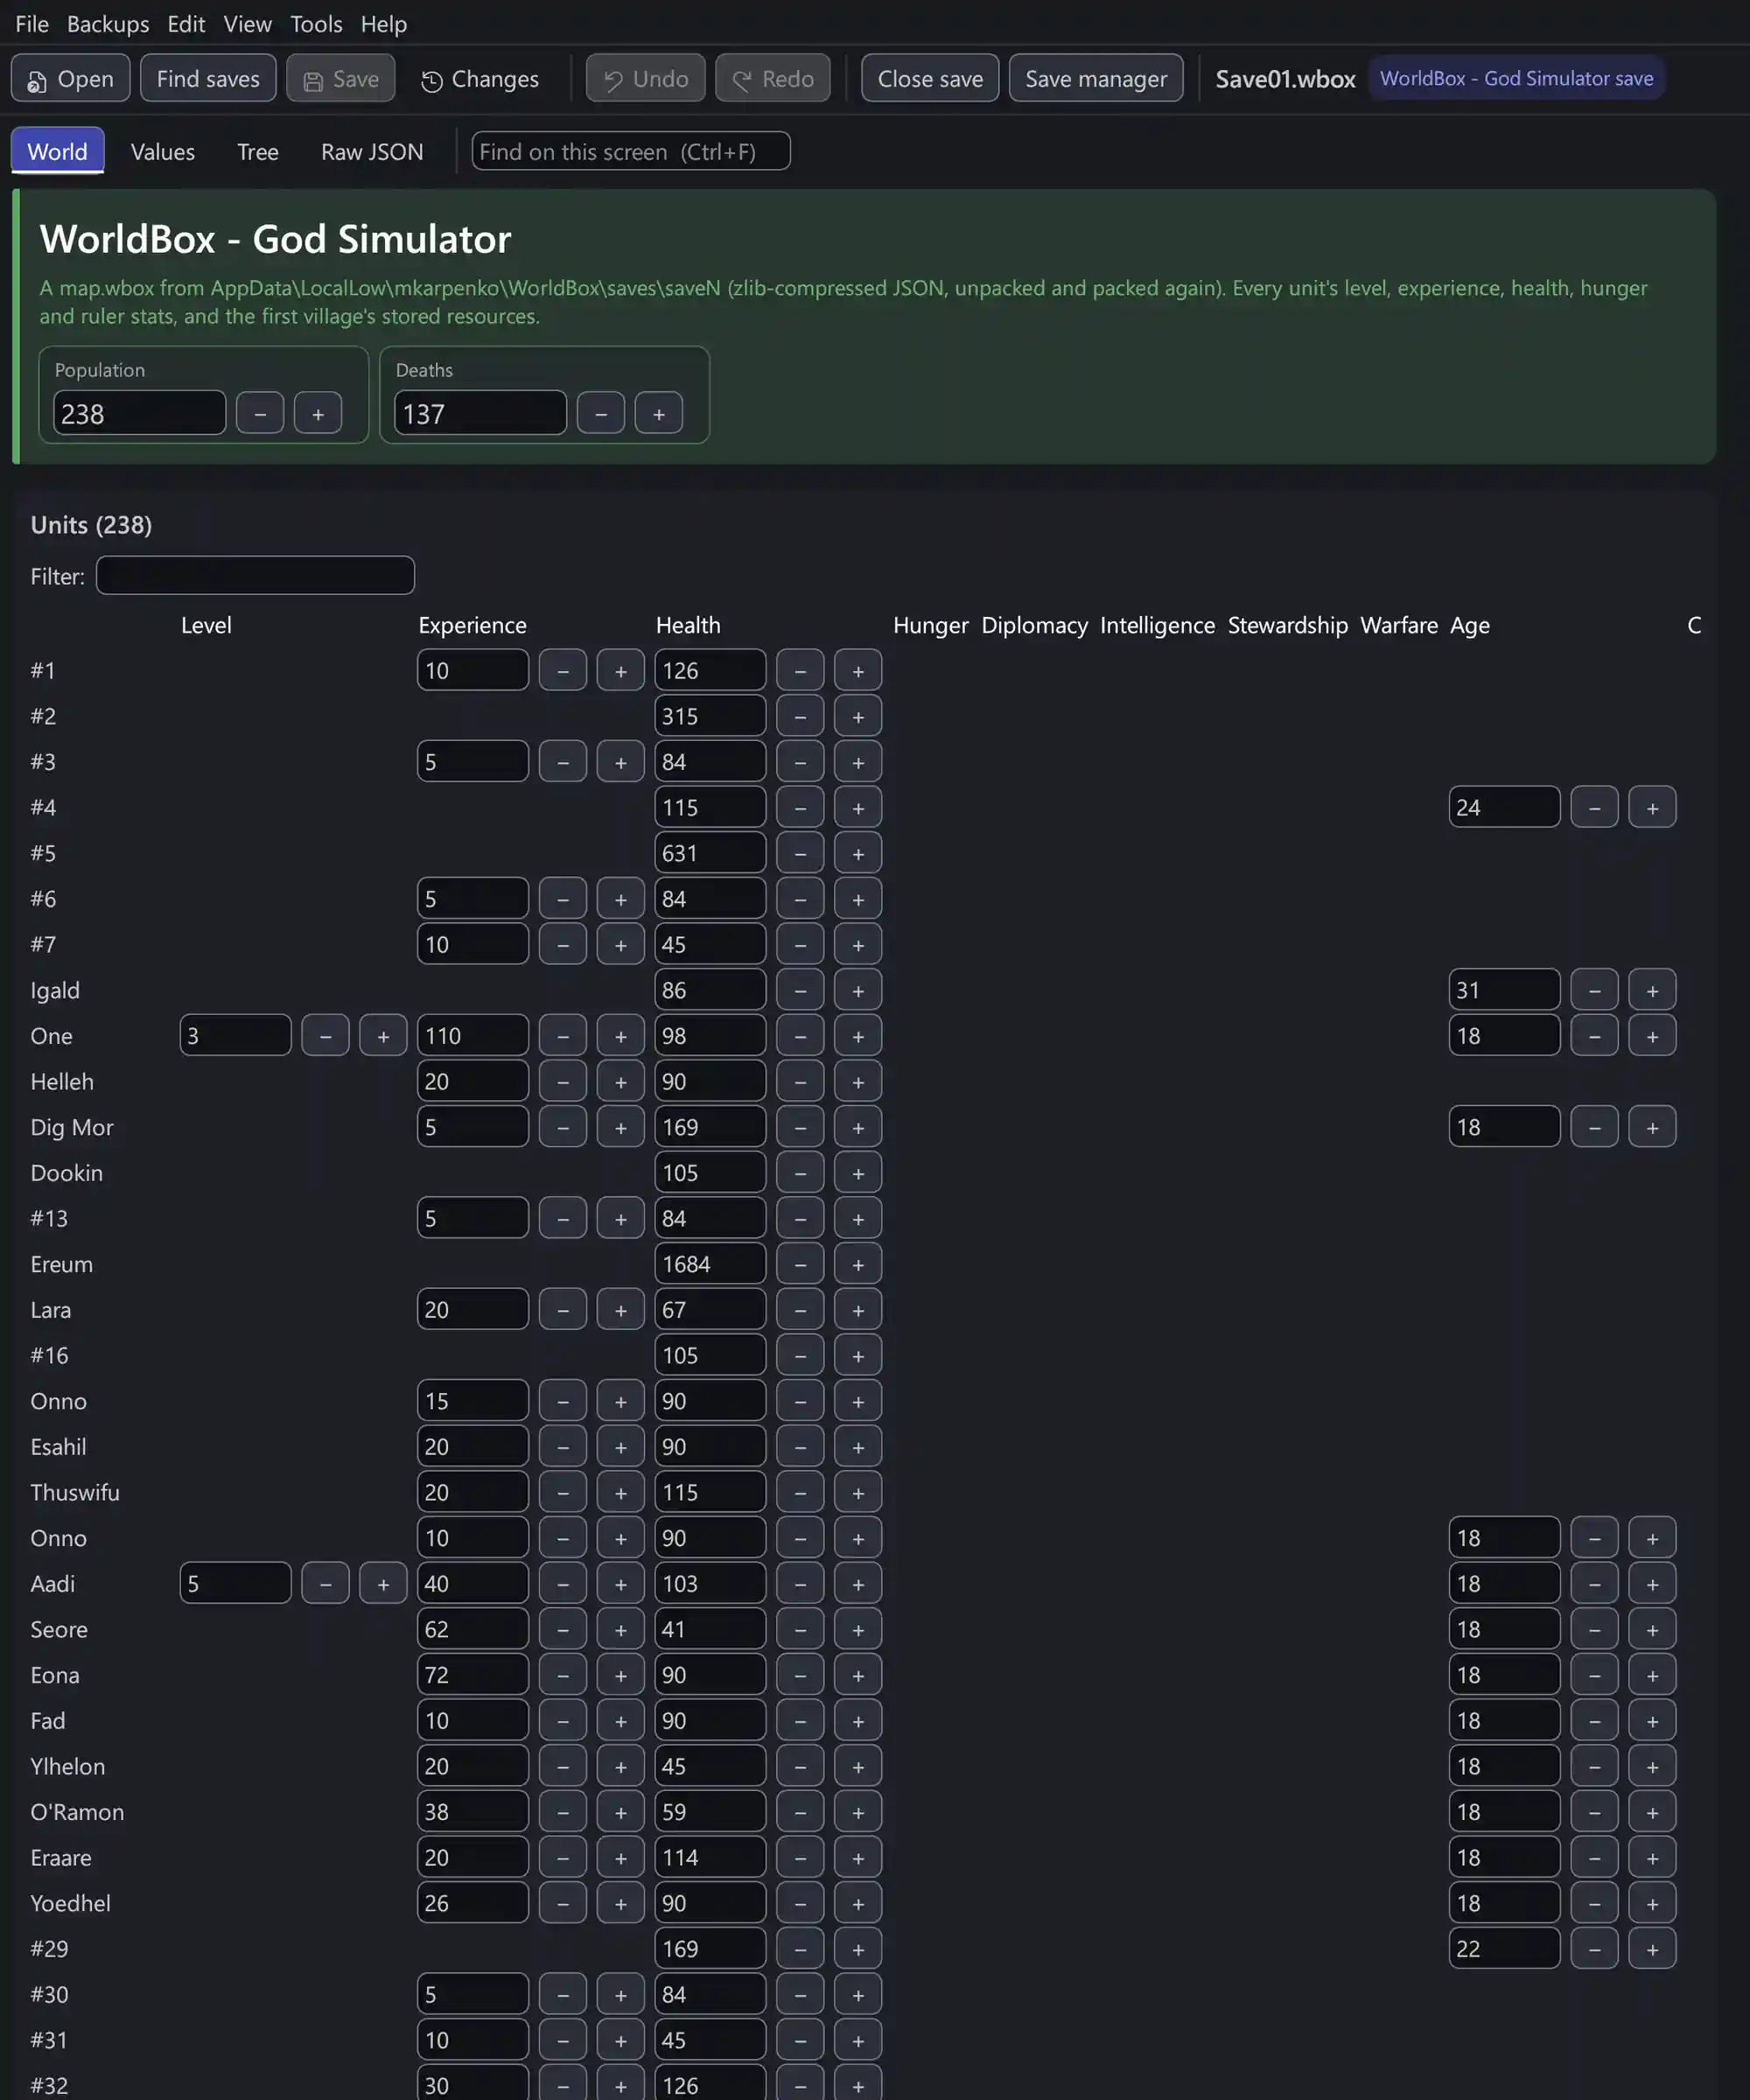 File Backups Edit View Tools Help
Open Find saves Save Changes Undo Redo Close save Save manager Save01.wbox WorldBox - God Simulator save
World Values Tree Raw JSON Find on this screen (Ctrl+F)
WorldBox - God Simulator
A map.wbox from AppData\LocalLow\mkarpenko\WorldBox\saves\saveN (zlib-compressed JSON, unpacked and packed again). Every unit's level, experience, health, hunger
and ruler stats, and the first village's stored resources.
Population Deaths
238 − + 137 − +
Units (238)
Filter:
Level Experience Health Hunger Diplomacy Intelligence Stewardship Warfare Age C
#1 10 − + 126 − +
#2 315 − +
#3 5 − + 84 − +
#4 115 − + 24 − +
#5 631 − +
#6 5 − + 84 − +
#7 10 − + 45 − +
Igald 86 − + 31 − +
One 3 − + 110 − + 98 − + 18 − +
Helleh 20 − + 90 − +
Dig Mor 5 − + 169 − + 18 − +
Dookin 105 − +
#13 5 − + 84 − +
Ereum 1684 − +
Lara 20 − + 67 − +
#16 105 − +
Onno 15 − + 90 − +
Esahil 20 − + 90 − +
Thuswifu 20 − + 115 − +
Onno 10 − + 90 − + 18 − +
Aadi 5 − + 40 − + 103 − + 18 − +
Seore 62 − + 41 − + 18 − +
Eona 72 − + 90 − + 18 − +
Fad 10 − + 90 − + 18 − +
Ylhelon 20 − + 45 − + 18 − +
O'Ramon 38 − + 59 − + 18 − +
Eraare 20 − + 114 − + 18 − +
Yoedhel 26 − + 90 − + 18 − +
#29 169 − + 22 − +
#30 5 − + 84 − +
#31 10 − + 45 − +
#32 30 − + 126 − +